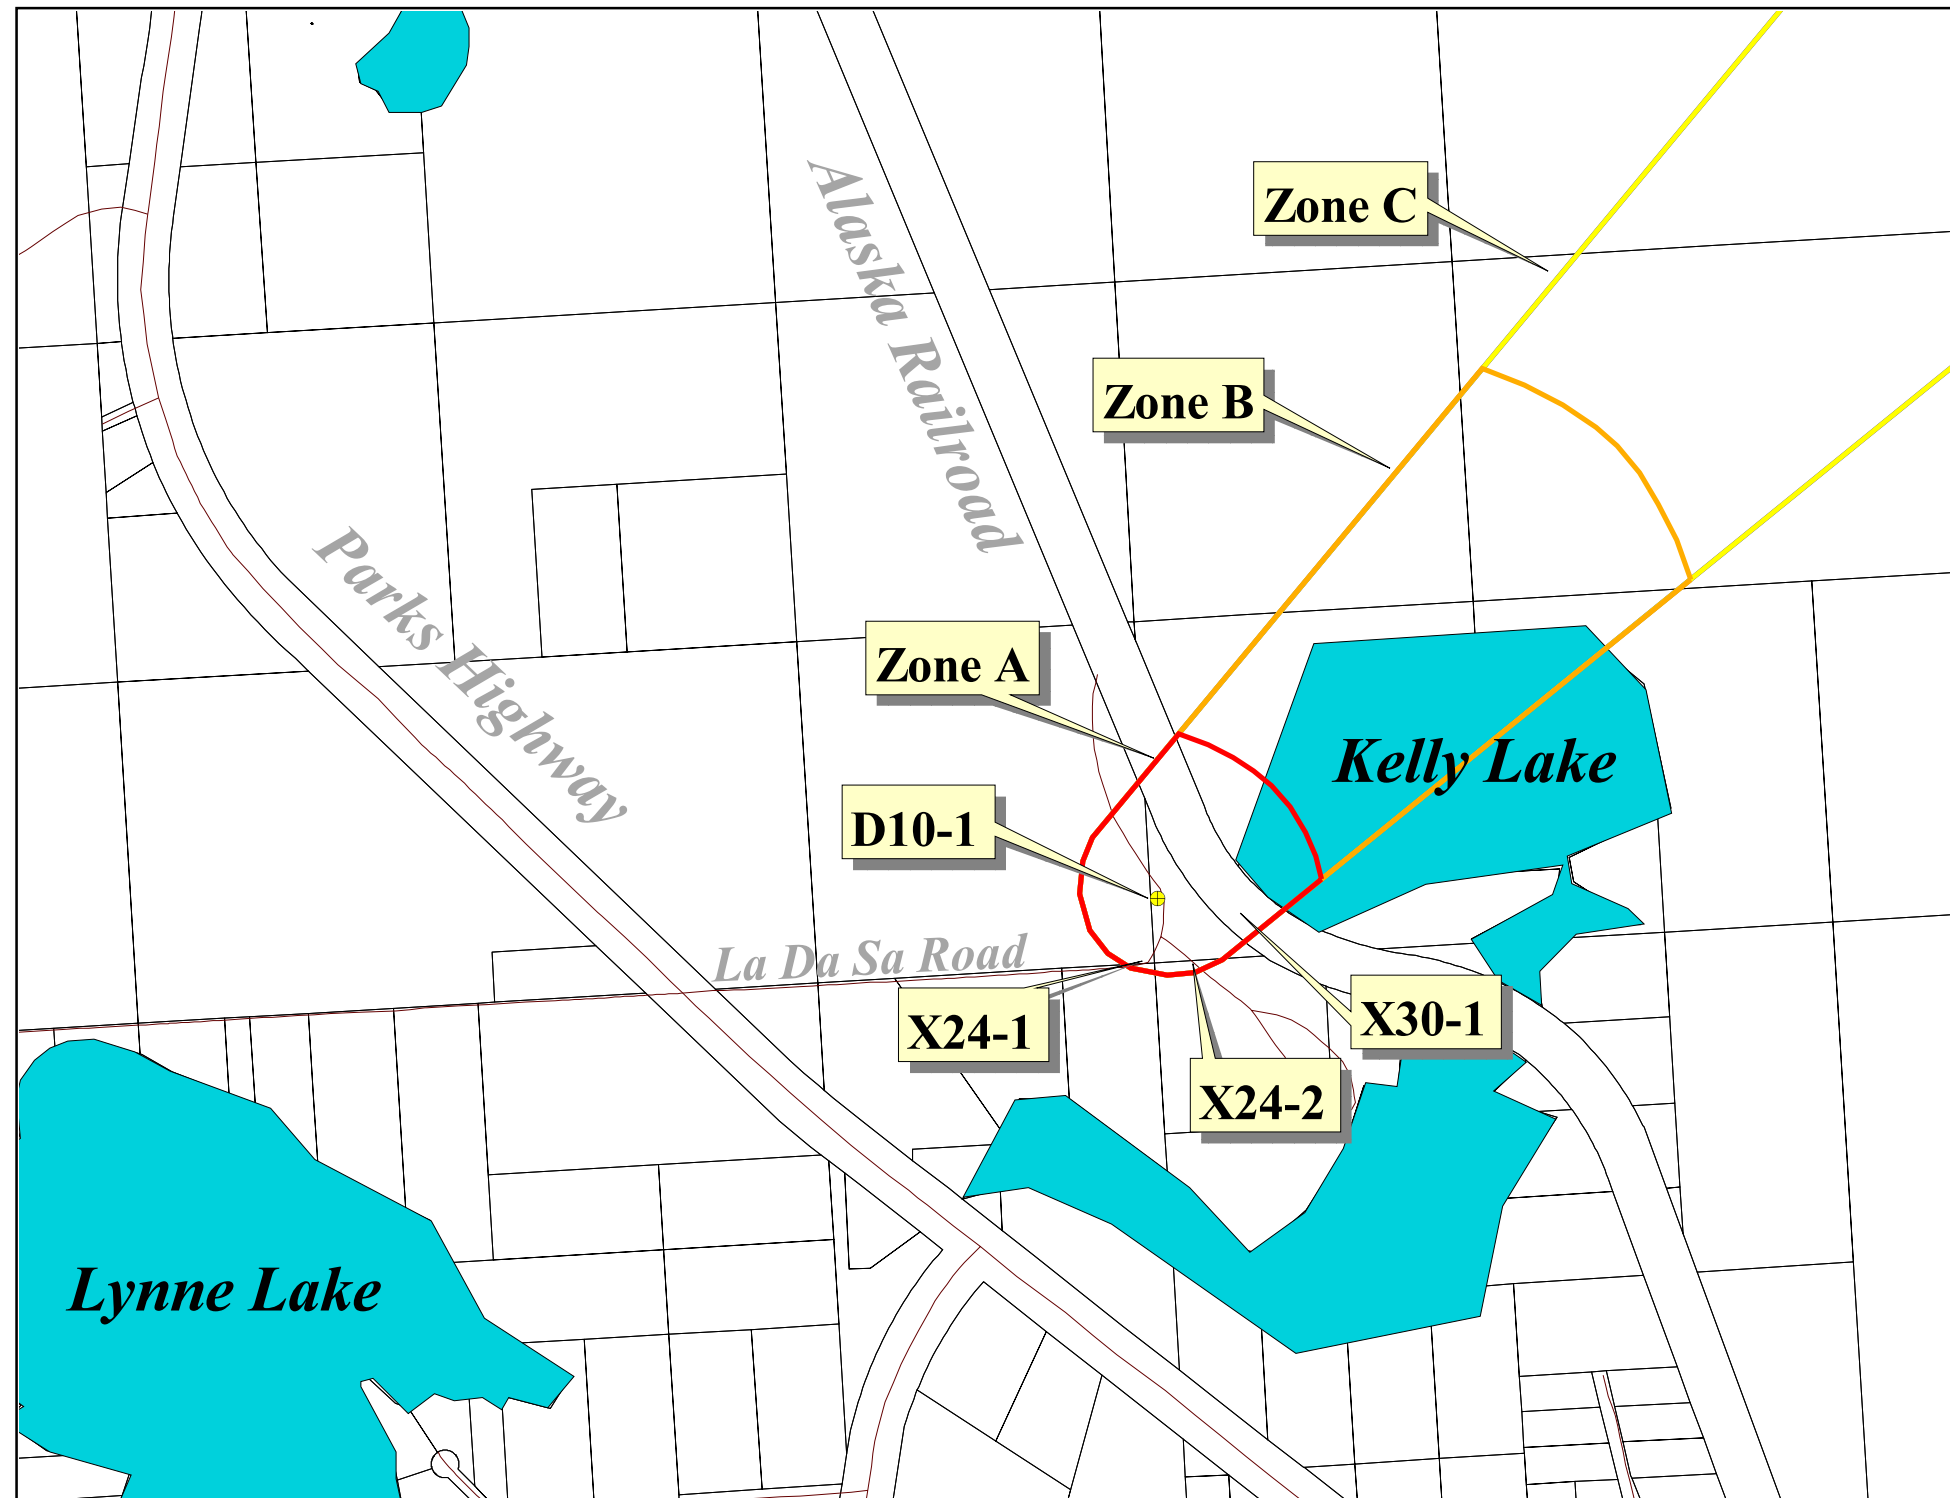 Zone C
Alaska Railroad
Zone B
Parks Highway
Zone A
Kelly Lake
D10-1
La Da Sa Road
X30-1
X24-1
X24-2
Lynne Lake